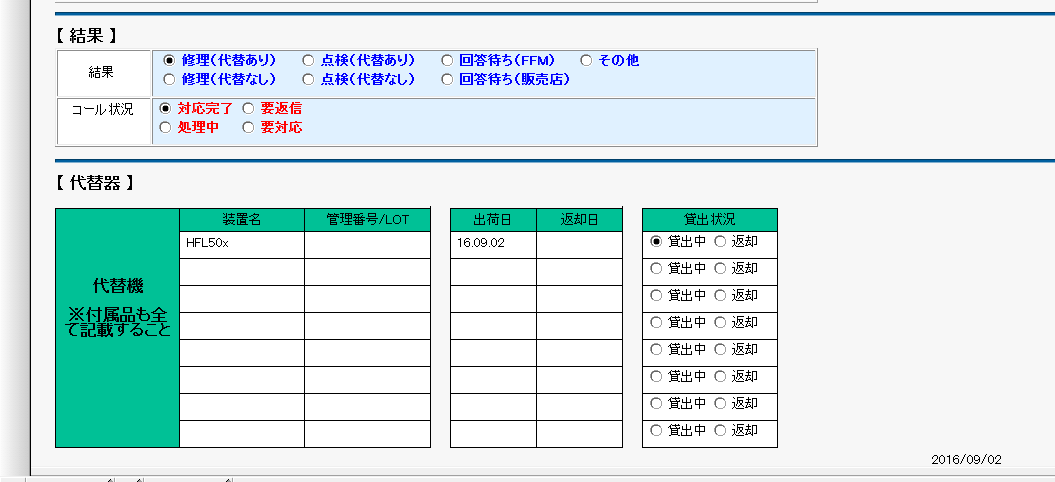 【 結果 】
結果
修理(代替あり) 点検(代替あり) 回答待ち(FFM) その他
修理(代替なし) 点検(代替なし) 回答待ち(販売店)
コール状況
対応完了 要返信
処理中 要対応
【 代替器 】
装置名 管理番号/LOT 出荷日 返却日 貸出状況
HFL50x 16.09.02 貸出中 返却
貸出中 返却
代替機
※付属品も全
て記載すること
貸出中 返却
貸出中 返却
貸出中 返却
貸出中 返却
貸出中 返却
貸出中 返却
2016/09/02